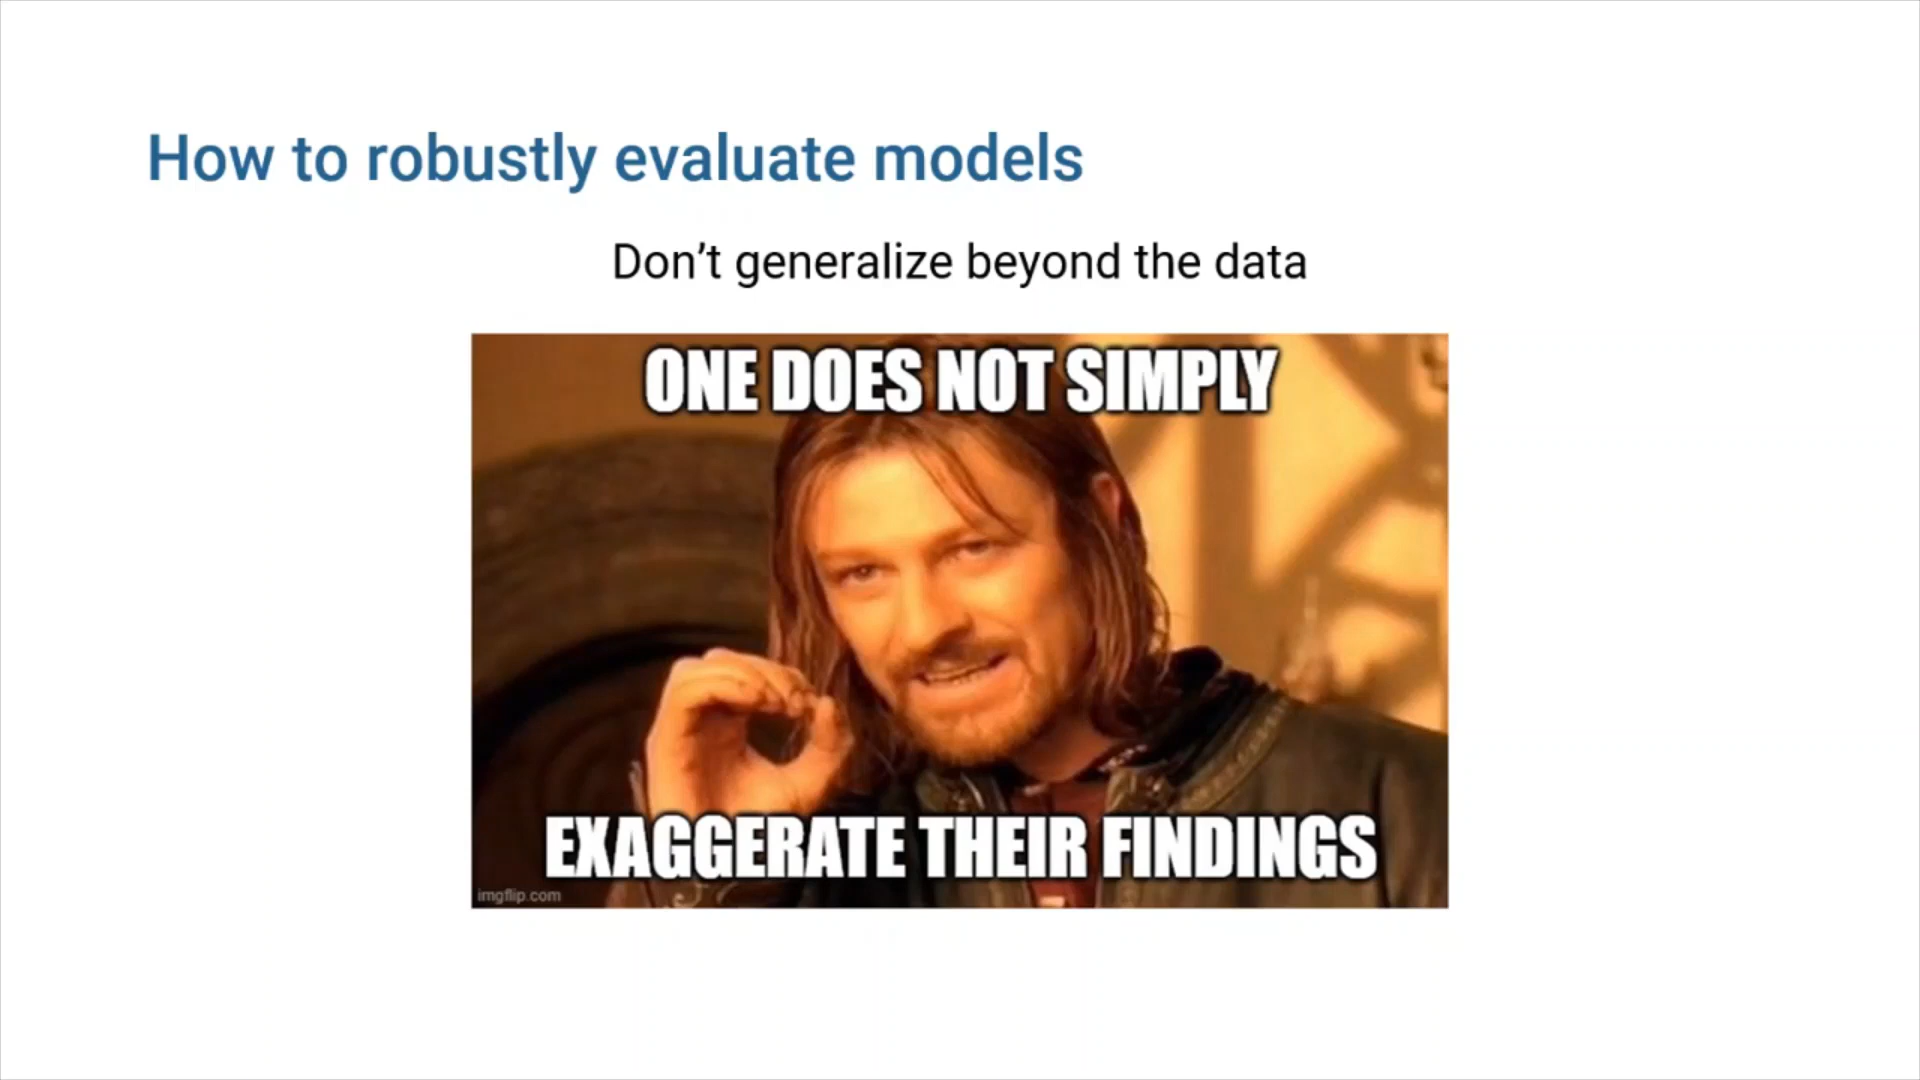 How to robustly evaluate models
Don’t generalize beyond the data
ONE DOES NOT SIMPLY
EXAGGERATE THEIR FINDINGS
imgflip.com